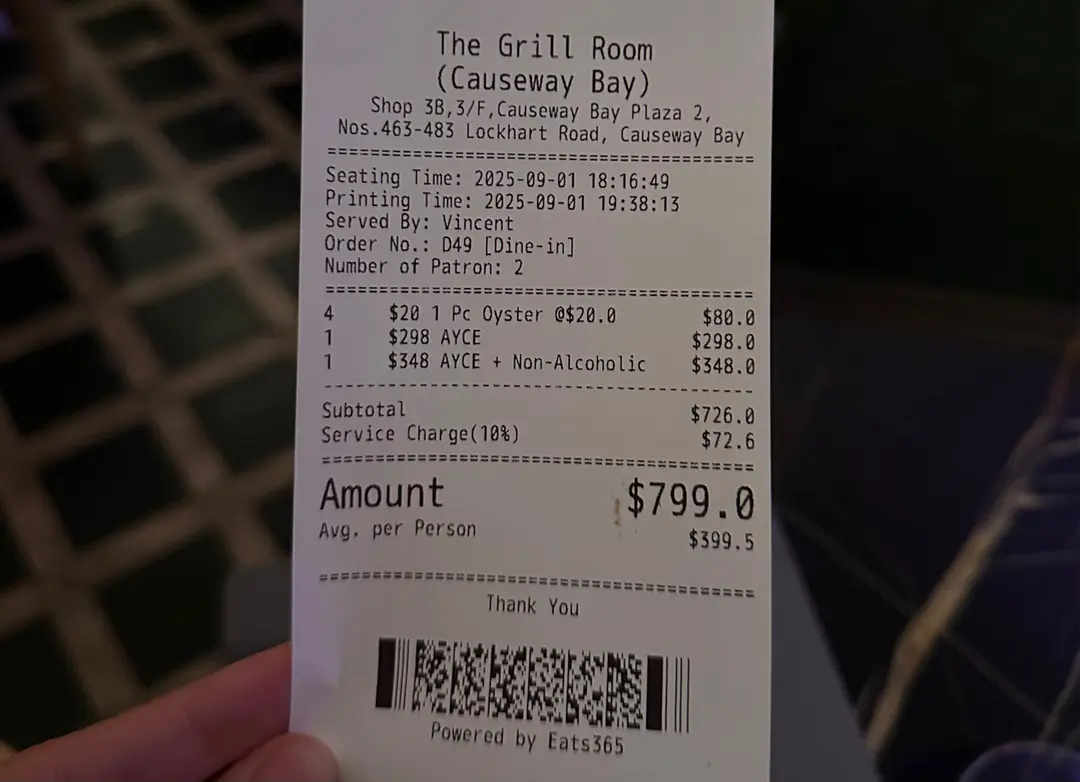 The Grill Room
(Causeway Bay)
Shop 3B,3/F,Causeway Bay Plaza 2,
Nos.463-483 Lockhart Road, Causeway Bay
Seating Time: 2025-09-01 18:16:49
Printing Time: 2025-09-01 19:38:13
Served By: Vincent
Order No.: D49 [Dine-in]
Number of Patron: 2
4 $20 1 Pc Oyster @$20.0 $80.0
1 $298 AYCE $298.0
1 $348 AYCE + Non-Alcoholic $348.0
Subtotal $726.0
Service Charge(10%) $72.6
Amount $799.0
Avg. per Person $399.5
Thank You
Powered by Eats365